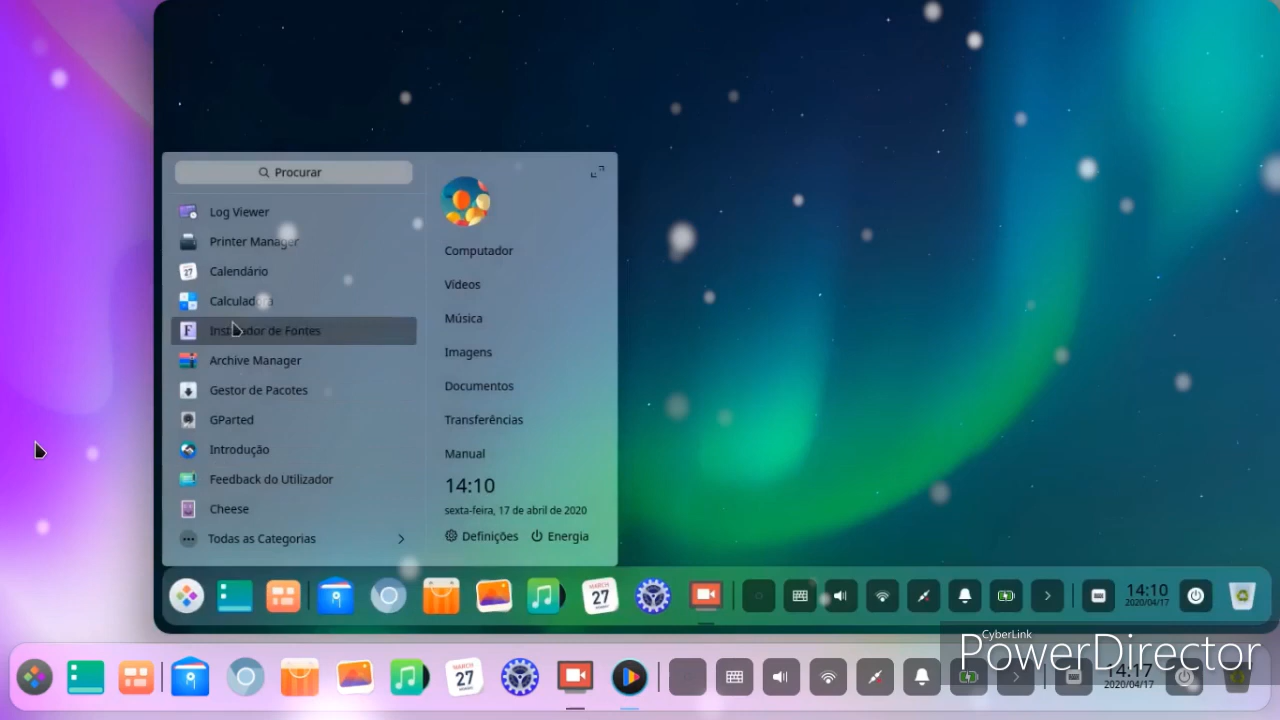 Procurar
Log Viewer
Printer Manager
27
Calendário
Calculadora
F
Instalador de Fontes
Archive Manager
Gestor de Pacotes
GParted
Introdução
Feedback do Utilizador
Cheese
Todas as Categorias
Computador
Vídeos
Música
Imagens
Documentos
Transferências
Manual
14:10
sexta-feira, 17 de abril de 2020
Definições
Energia
MARCH
27
14:10
2020/04/17
CyberLink
PowerDirector
MARCH
27
14:17
2020/04/17